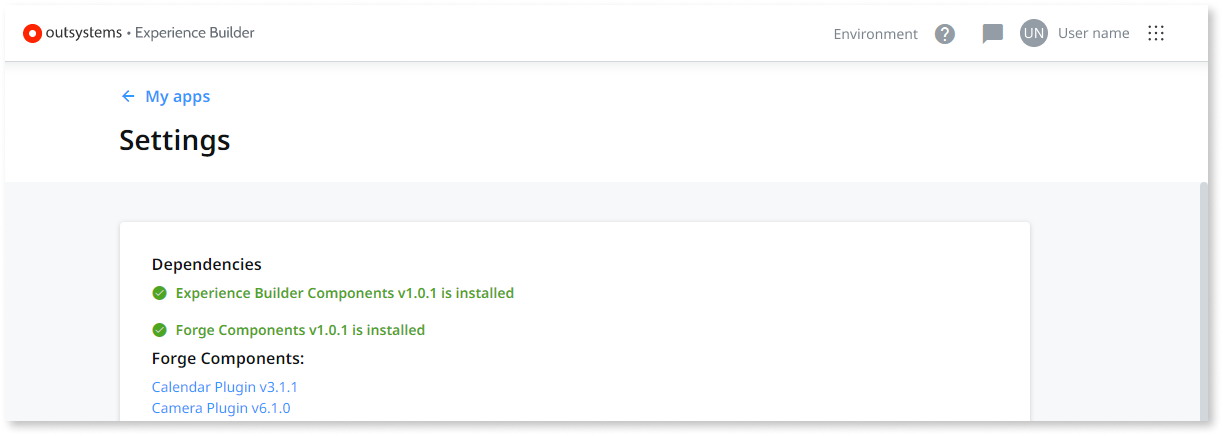 outsystems • Experience Builder
Environment
?
UN
User name
← My apps
Settings
Dependencies
Experience Builder Components v1.0.1 is installed
Forge Components v1.0.1 is installed
Forge Components:
Calendar Plugin v3.1.1
Camera Plugin v6.1.0